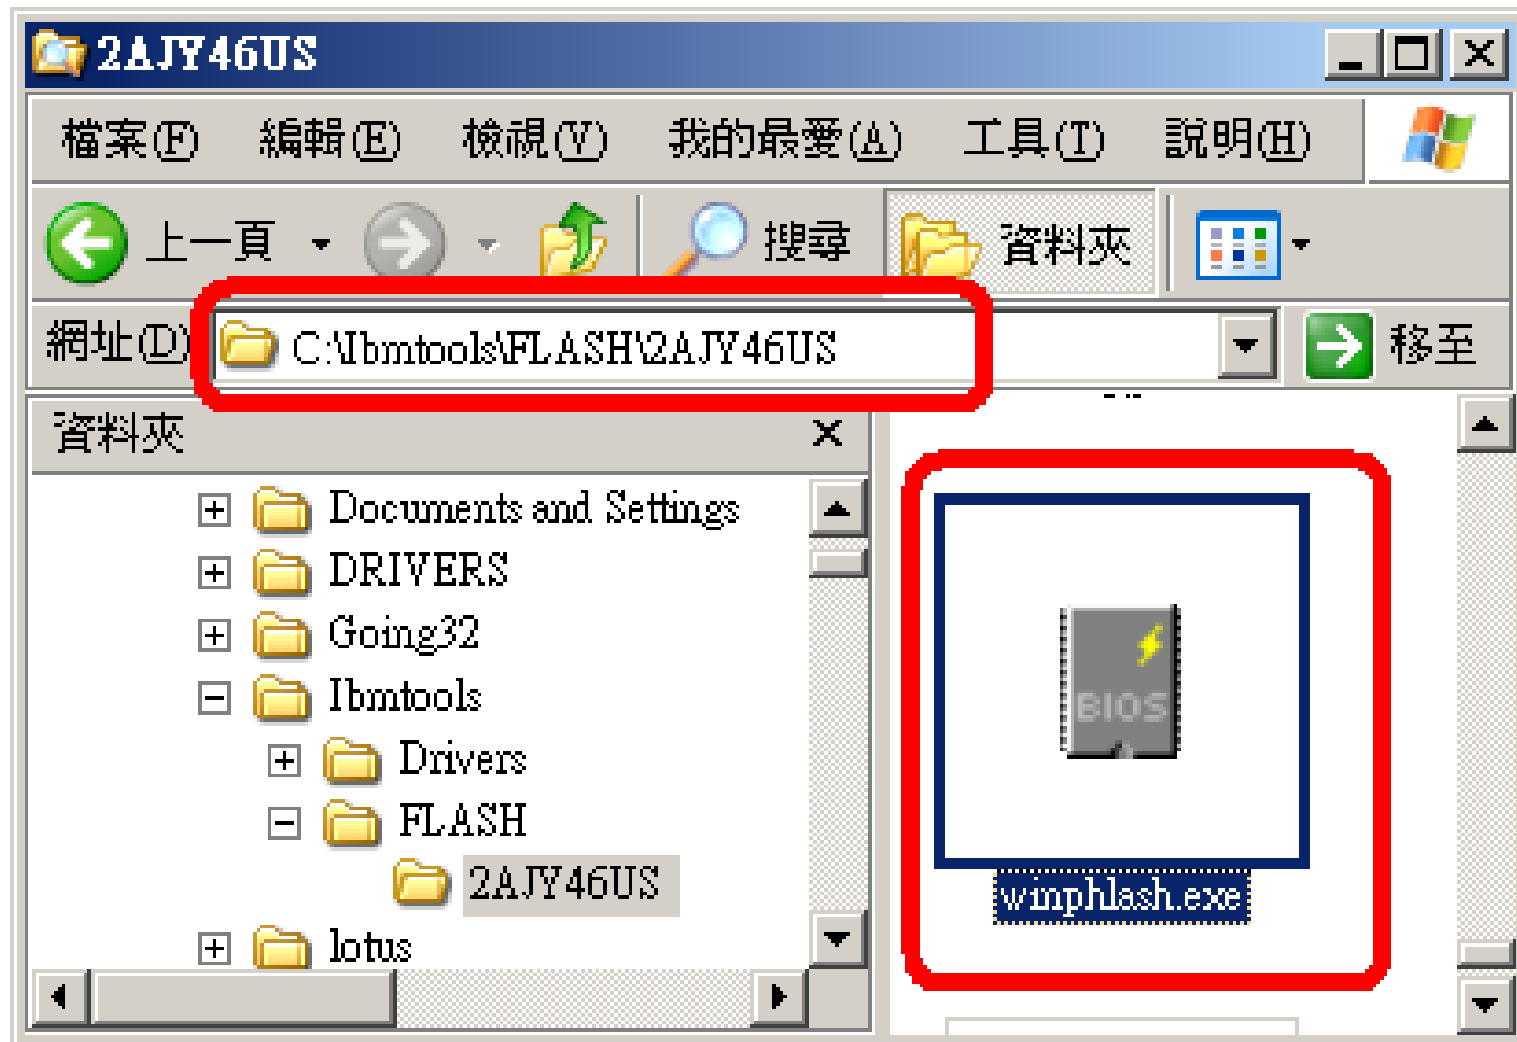 2AJY46US
檔案(F) 編輯(E) 檢視(V) 我的最愛(A) 工具(T) 說明(H)
上一頁 搜尋 資料夾
網址(D) C:\Ibmtools\FLASH\2AJY46US 移至
資料夾
Documents and Settings
DRIVERS
Going32
Ibmtools
Drivers
FLASH
2AJY46US
lotus
BIOS
winphlash.exe